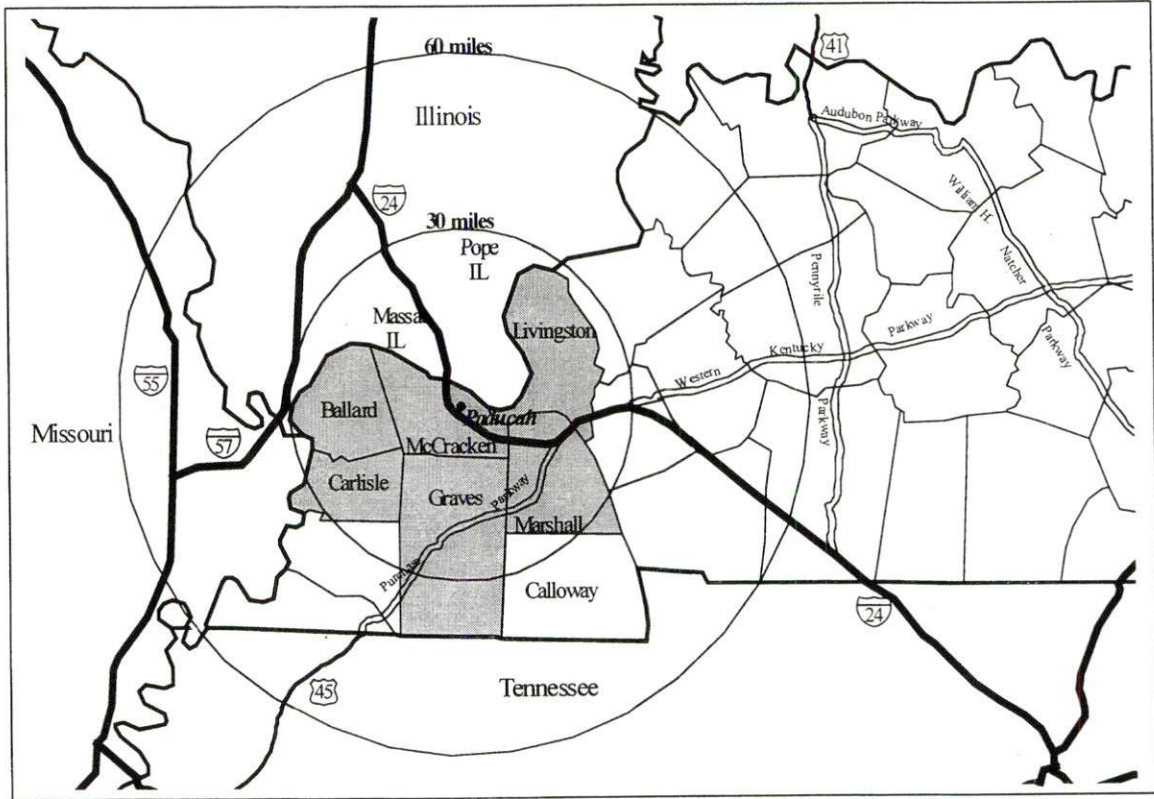 60 miles
41
Illinois
Audubon Parkway
24
William H.
30 miles
Pope
IL
Natcher
Pennyrile
Massac
IL
Livingston
Parkway
Kentucky
Parkway
Western
55
Ballard
Paducah
Parkway
Missouri
57
McCracken
Carlisle
Graves
Parkway
Marshall
Purchase
Calloway
24
45
Tennessee